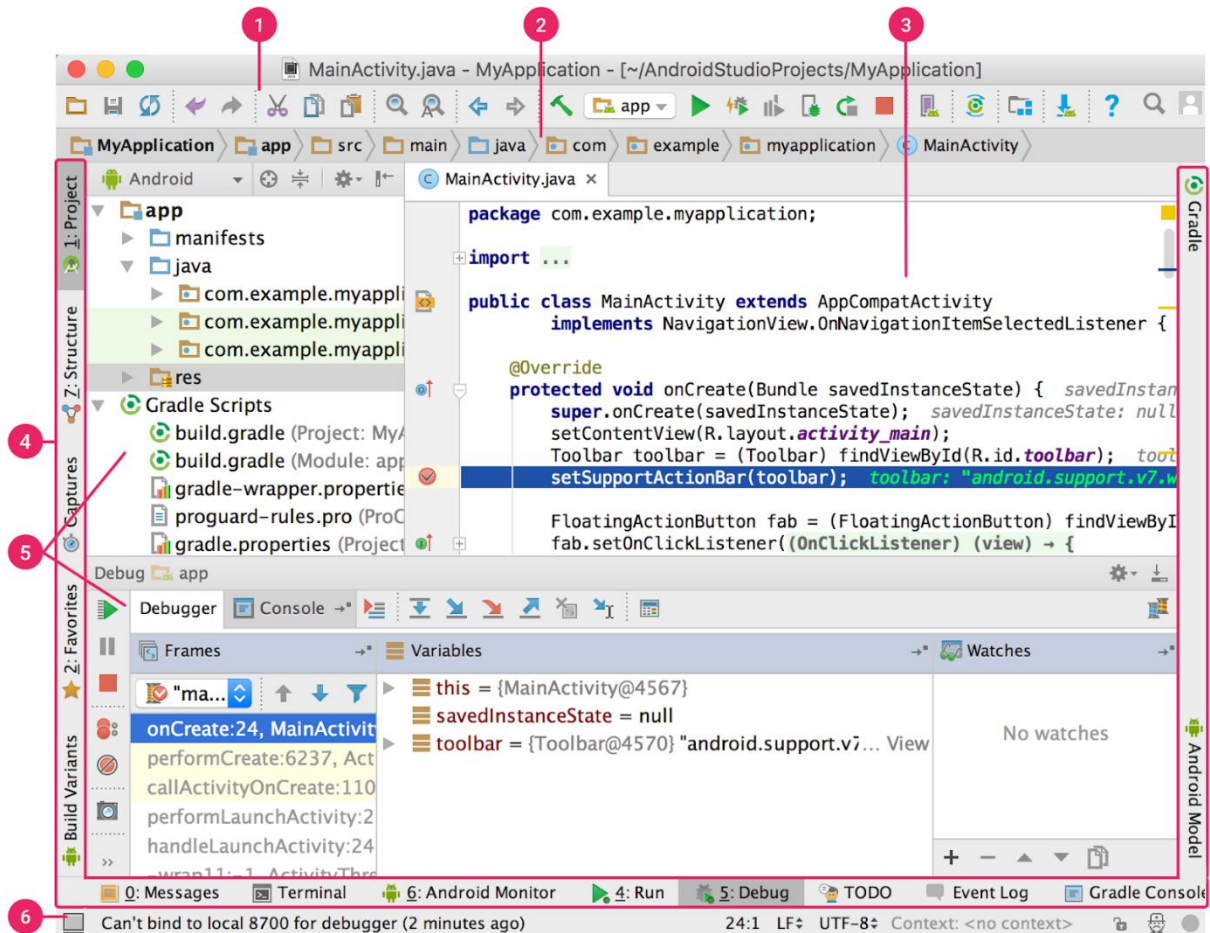 1 2 3
MainActivity.java - MyApplication - [~/AndroidStudioProjects/MyApplication]
app ?
MyApplication app src main java com example myapplication C MainActivity
1: Project
Z: Structure
4
Captures
5
2: Favorites
Build Variants
Android
app
manifests
java
com.example.myappli
com.example.myappli
com.example.myappli
res
Gradle Scripts
build.gradle (Project: MyA
build.gradle (Module: app
gradle-wrapper.propertie
proguard-rules.pro (ProC
gradle.properties (Project
C MainActivity.java ×
package com.example.myapplication;
import ...
public class MainActivity extends AppCompatActivity
implements NavigationView.OnNavigationItemSelectedListener {
@Override
protected void onCreate(Bundle savedInstanceState) { savedInstan
super.onCreate(savedInstanceState); savedInstanceState: null
setContentView(R.layout.activity_main);
Toolbar toolbar = (Toolbar) findViewById(R.id.toolbar); tool
setSupportActionBar(toolbar); toolbar: "android.support.v7.w
FloatingActionButton fab = (FloatingActionButton) findViewByI
fab.setOnClickListener((OnClickListener) (view) → {
Gradle
Android Model
Debug app
Debugger Console
Frames Variables Watches
"ma...
onCreate:24, MainActivit
performCreate:6237, Act
callActivityOnCreate:110
performLaunchActivity:2
handleLaunchActivity:24
-wrap11:-1, ActivityThre
this = {MainActivity@4567}
savedInstanceState = null
toolbar = {Toolbar@4570} "android.support.v7... View
No watches
0: Messages Terminal 6: Android Monitor 4: Run 5: Debug TODO Event Log Gradle Console
6 Can't bind to local 8700 for debugger (2 minutes ago) 24:1 LF UTF-8 Context: <no context>